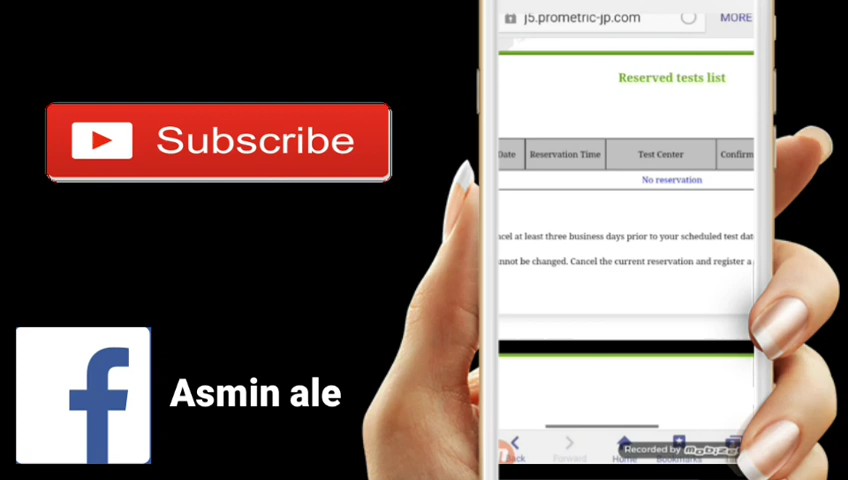 j5.prometric-jp.com
MORE
Reserved tests list
Date Reservation Time Test Center Confirm
No reservation
Subscribe
cel at least three business days prior to your scheduled test date
nnot be changed. Cancel the current reservation and register a
f
Asmin ale
Back Forward Home Bookmarks
Recorded by